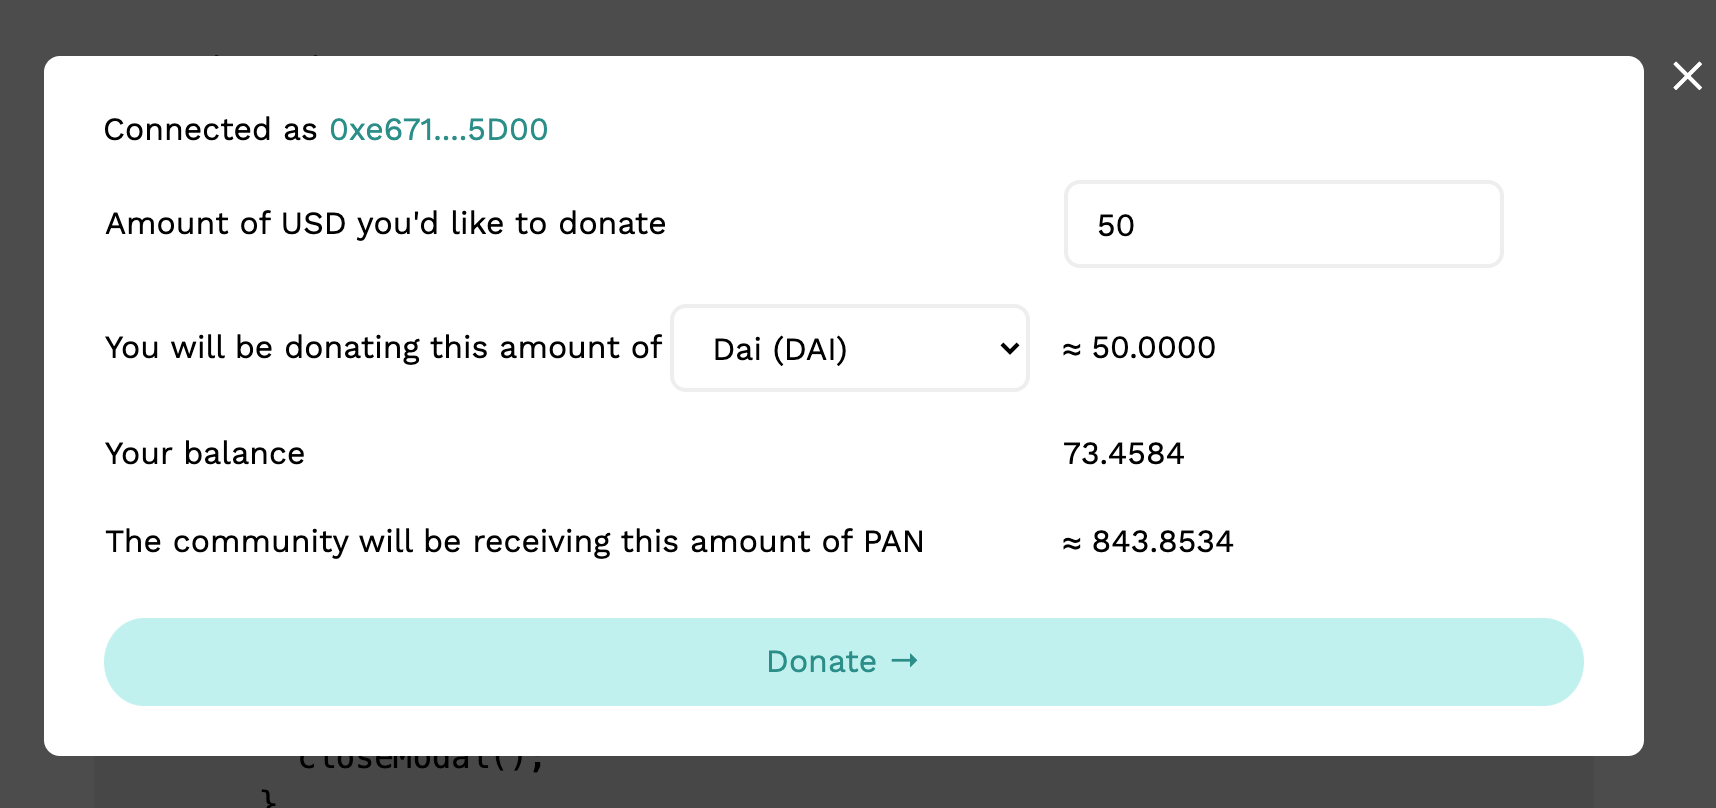 Connected as 0xe671....5D00
Amount of USD you'd like to donate 50
You will be donating this amount of Dai (DAI) ≈ 50.0000
Your balance 73.4584
The community will be receiving this amount of PAN ≈ 843.8534
Donate →
closeModal();
}